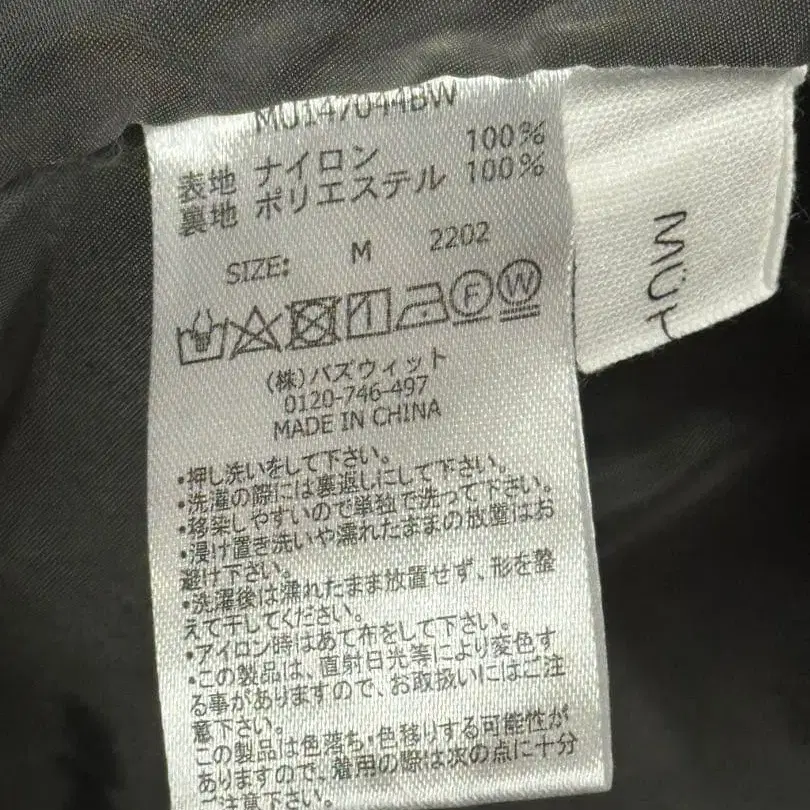 MU147044BW
表地 ナイロン 100%
裏地 ポリエステル 100%
SIZE: M 2202
F W
(株)バズウィット
0120-746-497
MADE IN CHINA
・押し洗いをして下さい。
・洗濯の際には裏返しにして下さい。
・移染しやすいので単独で洗って下さい。
・浸け置き洗いや濡れたままの放置はお
避け下さい。
・洗濯後は濡れたまま放置せず、形を整
えて干してください。
・アイロン時はあて布をして下さい。
・この製品は、直射日光等により変色す
る事がありますので、お取扱いにはご注
意下さい。
この製品は色落ち・色移りする可能性が
ありますので、着用の際は次の点に十分
ご注意下さい。
MÜ